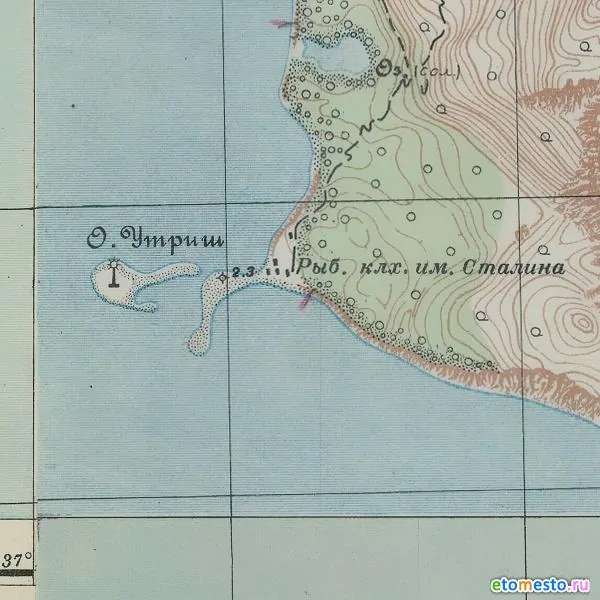 Оз. (сол)
О. Утриш
2.3
Рыб. клх. им. Сталина
37°
etomesto.ru